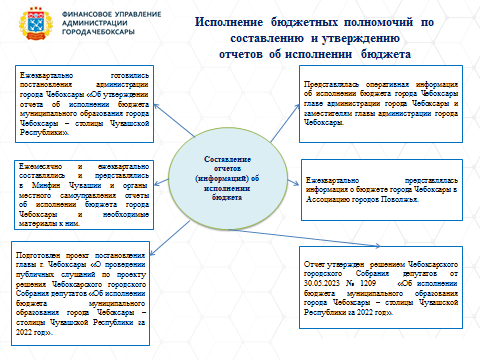 ФИНАНСОВОЕ УПРАВЛЕНИЕ
АДМИНИСТРАЦИИ
ГОРОДА ЧЕБОКСАРЫ
Исполнение бюджетных полномочий по
составлению и утверждению
отчетов об исполнении бюджета
Ежеквартально готовились
постановления администрации
города Чебоксары «Об утверждении
отчета об исполнении бюджета
муниципального образования города
Чебоксары – столицы Чувашской
Республики».
Ежемесячно и ежеквартально
составлялись и представлялись
в Минфин Чувашии и органы
местного самоуправления отчеты
об исполнении бюджета города
Чебоксары и необходимые
материалы к ним.
Подготовлен проект постановления
главы г. Чебоксары «О проведении
публичных слушаний по проекту
решения Чебоксарского городского
Собрания депутатов «Об исполнении
бюджета муниципального
образования города Чебоксары –
столицы Чувашской Республики за
2022 год».
Составление
отчетов
(информаций) об
исполнении
бюджета
Представлялась оперативная информация
об исполнении бюджета города Чебоксары
главе администрации города Чебоксары и
заместителям главы администрации города
Чебоксары.
Ежеквартально представлялась
информация о бюджете города Чебоксары в
Ассоциацию городов Поволжья.
Отчет утвержден решением Чебоксарского
городского Собрания депутатов от
30.05.2023 № 1209 «Об исполнении
бюджета муниципального образования
города Чебоксары – столицы Чувашской
Республики за 2022 год».